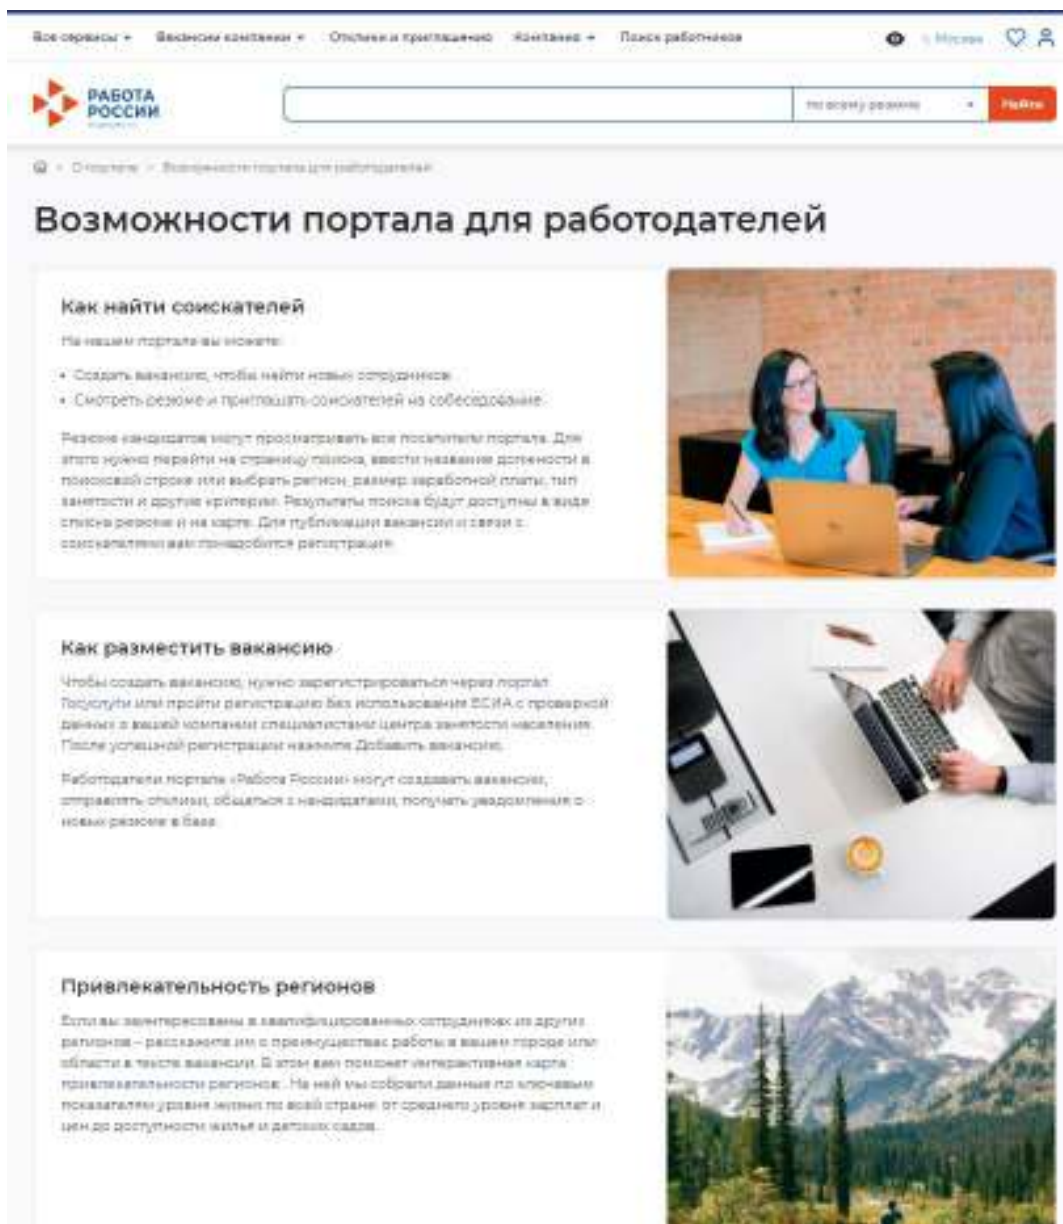 Все сервисы
Вакансии компании
Отклики и приглашения
Компания
Поиск работников
г. Москва
РАБОТА
РОССИИ
по всему резюме
Найти
О портале > Возможности портала для работодателей
Возможности портала для работодателей
Как найти соискателей
На нашем портале вы можете:
• Создать вакансию, чтобы найти новых сотрудников
• Смотреть резюме и приглашать соискателей на собеседование
Резюме кандидатов могут просматривать все посетители портала. Для
этого нужно перейти на страницу поиска, ввести название должности в
поисковой строке или выбрать регион, размер заработной платы, тип
занятости и другие критерии. Результаты поиска будут доступны в виде
списка резюме и на карте. Для публикации вакансии и связи с
соискателями вам понадобится регистрация.
Как разместить вакансию
Чтобы создать вакансию, нужно зарегистрироваться через портал
Госуслуги или пройти регистрацию без использования ЕСИА с проверкой
данных о вашей компании специалистами центра занятости населения.
После успешной регистрации нажмите Добавить вакансию.
Работодатели портала «Работа России» могут создавать вакансии,
отправлять отклики, общаться с кандидатами, получать уведомления о
новых резюме в базе.
Привлекательность регионов
Если вы заинтересованы в квалифицированных сотрудниках из других
регионов – расскажите им о преимуществах работы в вашем городе или
области в тексте вакансии. В этом вам поможет интерактивная карта
привлекательности регионов. На ней мы собрали данные по ключевым
показателям уровня жизни по всей стране: от среднего уровня зарплат и
цен до доступности жилья и детских садов.